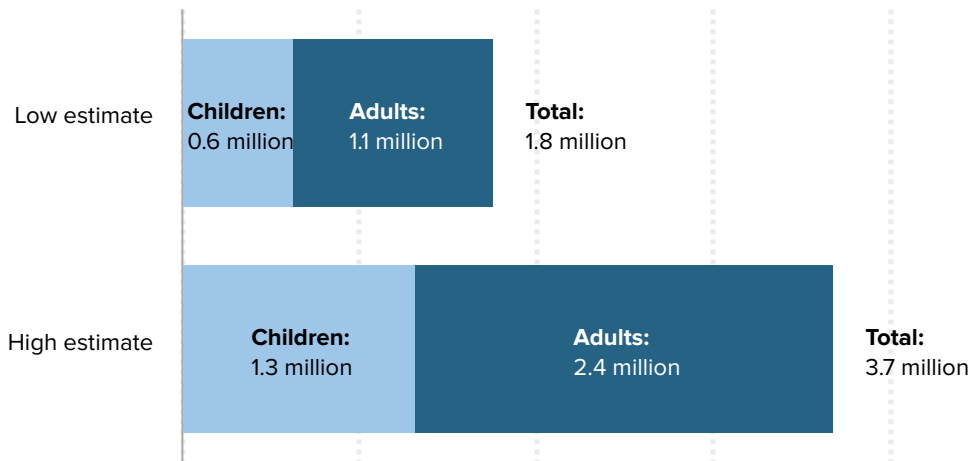 Low estimate
Children:
0.6 million
Adults:
1.1 million
Total:
1.8 million
High estimate
Children:
1.3 million
Adults:
2.4 million
Total:
3.7 million